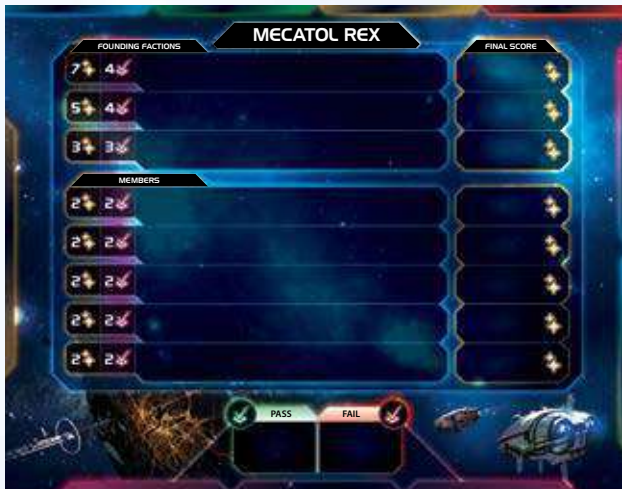 MECATOL REX
FOUNDING FACTIONS FINAL SCORE
7 4
5 4
3 3
MEMBERS
2 2
2 2
2 2
2 2
2 2
PASS FAIL